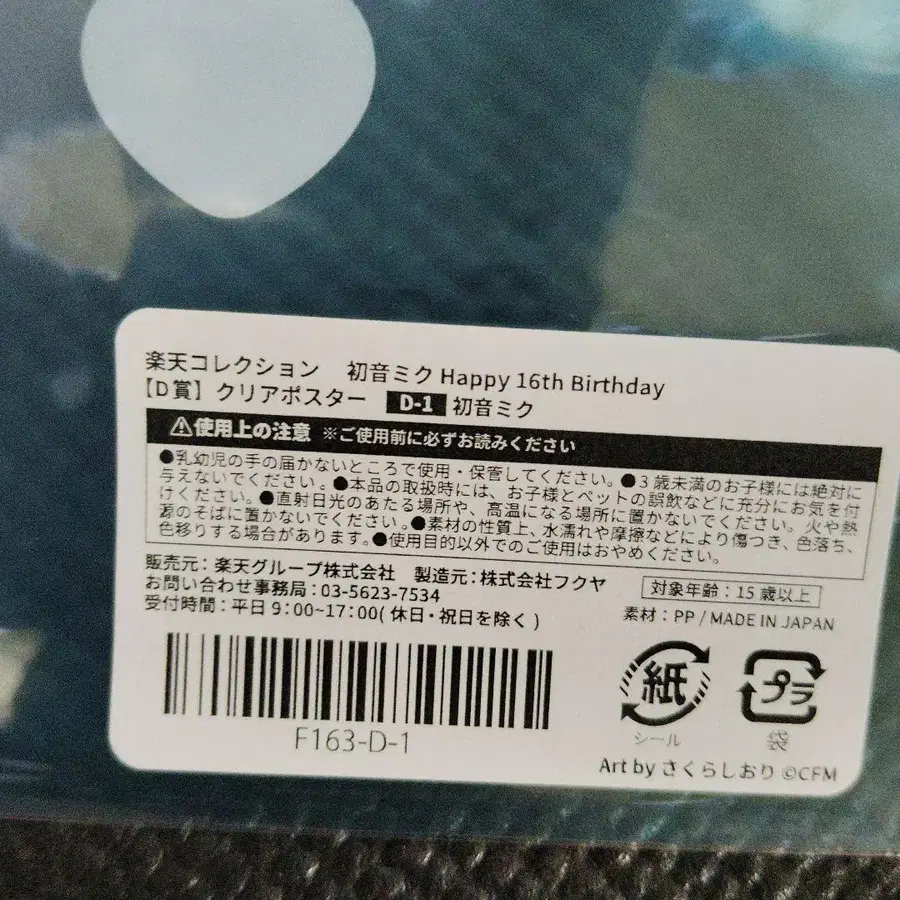 楽天コレクション　初音ミク Happy 16th Birthday
【D賞】クリアポスター　D-1 初音ミク
⚠使用上の注意 ※ご使用前に必ずお読みください
●乳幼児の手の届かないところで使用・保管してください。●3歳未満のお子様には絶対に
与えないでください。●本品の取扱時には、お子様とペットの誤飲などに充分にお気を付
けください。●直射日光のあたる場所や、高温になる場所に置かないでください。火や熱
源のそばに置かないでください。●素材の性質上、水濡れや摩擦などにより傷つき、色落ち、
色移りする場合があります。●使用目的以外でのご使用はおやめください。
販売元：楽天グループ株式会社　製造元：株式会社フクヤ
お問い合わせ事務局：03-5623-7534
受付時間：平日 9：00~17：00( 休日・祝日を除く )
対象年齢：15歳以上
素材：PP / MADE IN JAPAN
F163-D-1
紙
シール
プラ
袋
Art by さくらしおり ©CFM